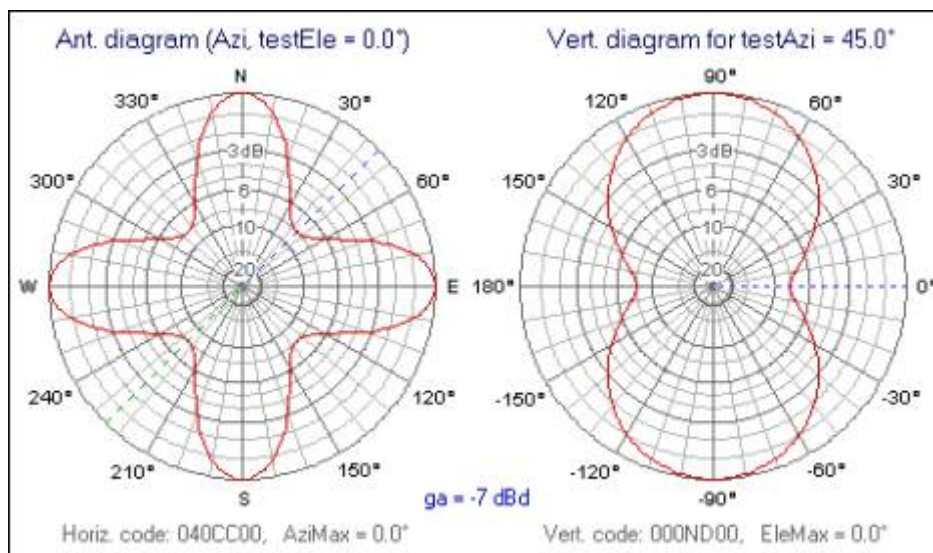 Ant. diagram (Azi, testEle = 0.0°)
Vert. diagram for testAzi = 45.0°
N
330°
30°
300°
60°
3dB
6
10
20
W
E
240°
120°
210°
150°
S
90°
120°
60°
150°
30°
3dB
6
10
20
180°
0°
-150°
-30°
-120°
-60°
-90°
ga = -7 dBd
Horiz. code: 040CC00, AziMax = 0.0°
Vert. code: 000ND00, EleMax = 0.0°